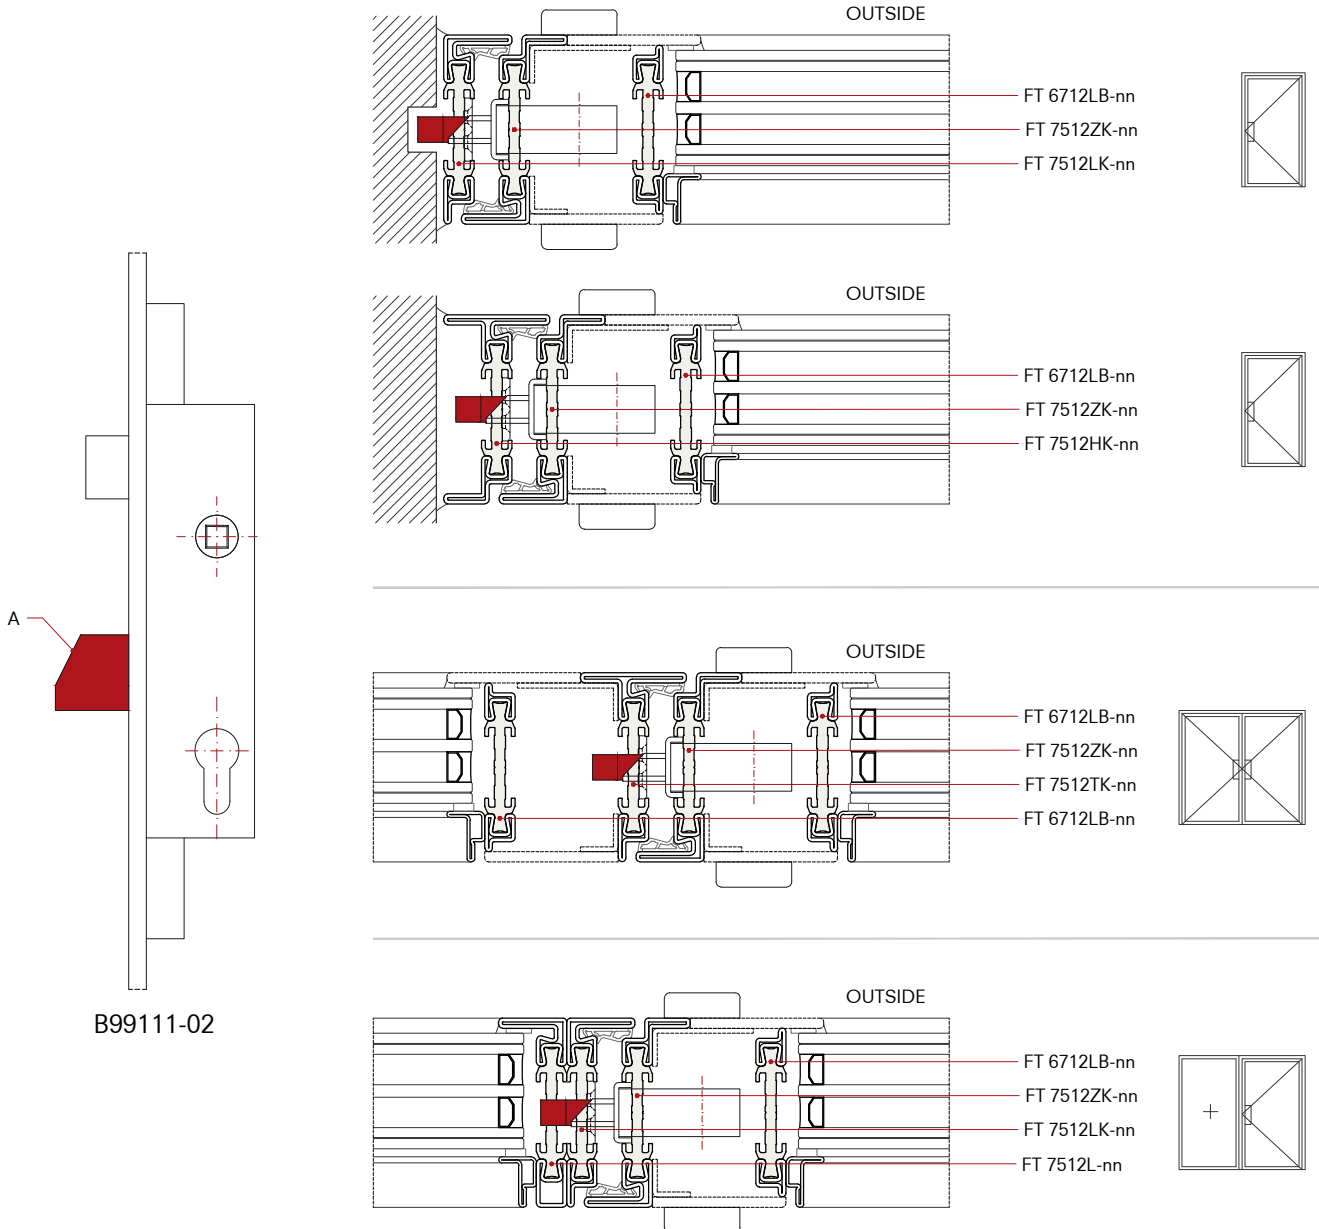 OUTSIDE
FT 6712LB-nn
FT 7512ZK-nn
FT 7512LK-nn
OUTSIDE
FT 6712LB-nn
FT 7512ZK-nn
FT 7512HK-nn
A
B99111-02
OUTSIDE
FT 6712LB-nn
FT 7512ZK-nn
FT 7512TK-nn
FT 6712LB-nn
OUTSIDE
FT 6712LB-nn
FT 7512ZK-nn
FT 7512LK-nn
FT 7512L-nn